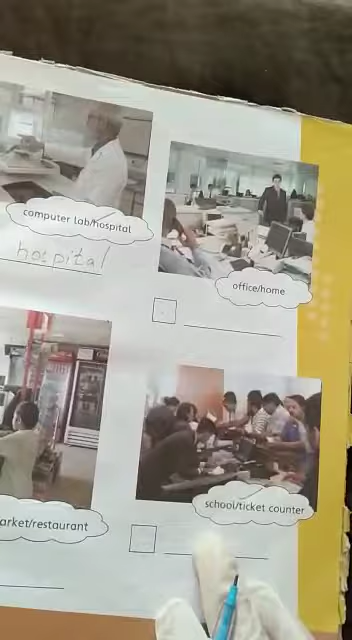 computer lab/hospital
hospital
office/home
arket/restaurant
school/ticket counter